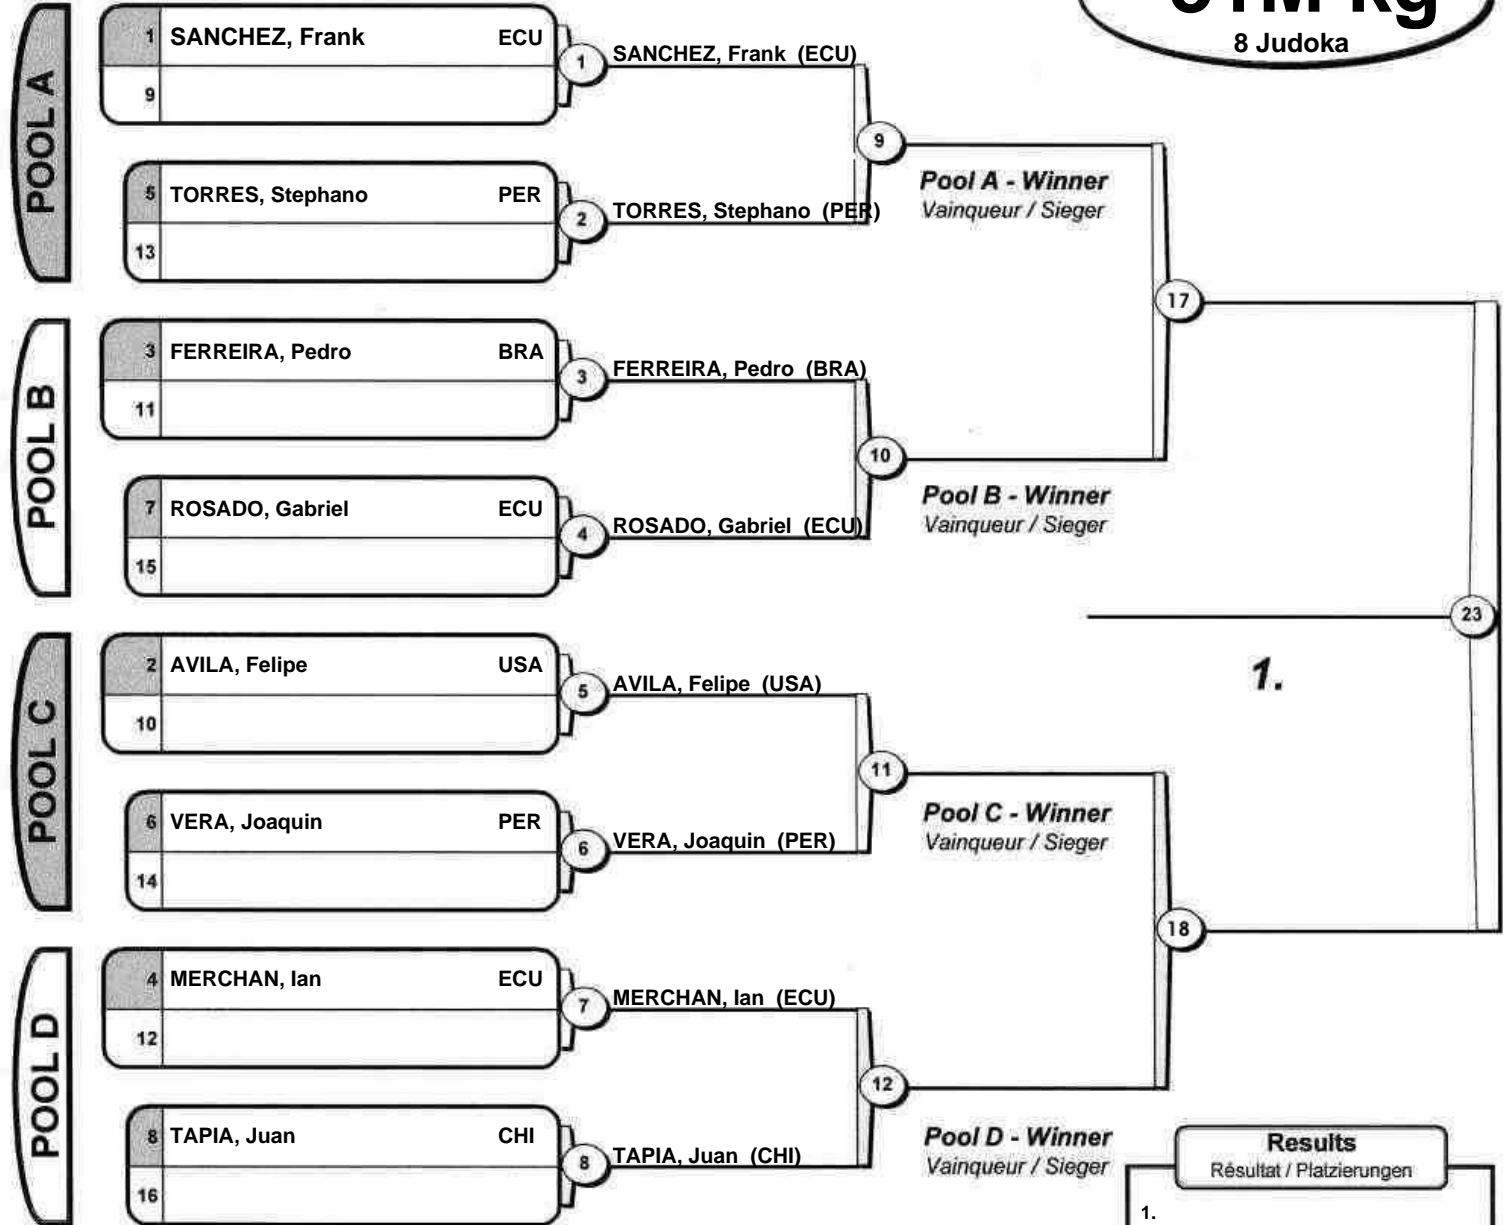 M kg
8 Judoka
POOL A
1 SANCHEZ, Frank ECU
9
1
SANCHEZ, Frank (ECU)
5 TORRES, Stephano PER
13
2
TORRES, Stephano (PER)
9
Pool A - Winner
Vainqueur / Sieger
POOL B
3 FERREIRA, Pedro BRA
11
3
FERREIRA, Pedro (BRA)
7 ROSADO, Gabriel ECU
15
4
ROSADO, Gabriel (ECU)
10
Pool B - Winner
Vainqueur / Sieger
17
POOL C
2 AVILA, Felipe USA
10
5
AVILA, Felipe (USA)
6 VERA, Joaquin PER
14
6
VERA, Joaquin (PER)
11
Pool C - Winner
Vainqueur / Sieger
23
1.
POOL D
4 MERCHAN, Ian ECU
12
7
MERCHAN, Ian (ECU)
8 TAPIA, Juan CHI
16
8
TAPIA, Juan (CHI)
12
Pool D - Winner
Vainqueur / Sieger
18
Results
Résultat / Platzierungen
1.